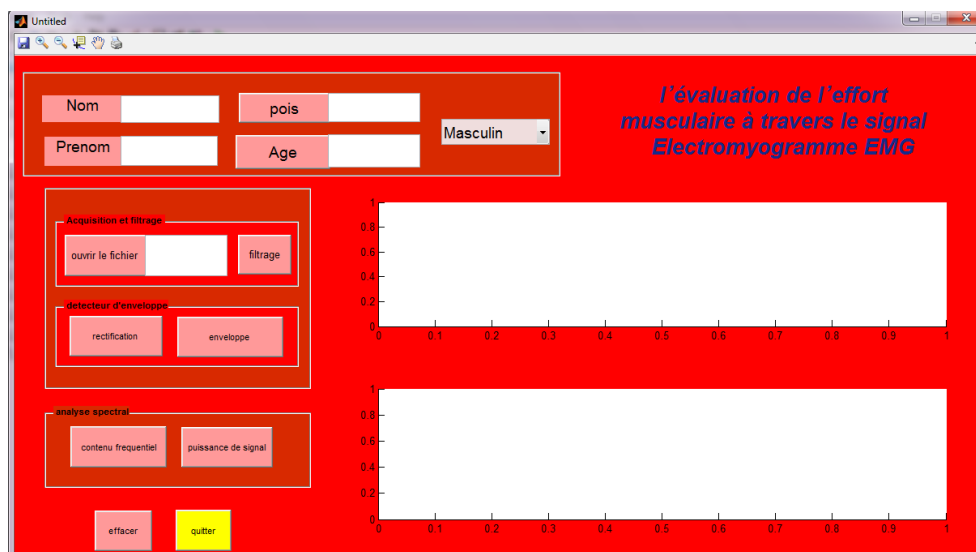 Untitled
Nom
pois
Prenom
Age
Masculin
l'évaluation de l'effort
musculaire à travers le signal
Electromyogramme EMG
Acquisition et filtrage
ouvrir le fichier
filtrage
detecteur d'enveloppe
rectification
enveloppe
analyse spectral
contenu frequentiel
puissance de signal
effacer
quitter
1
0.8
0.6
0.4
0.2
0
0 0.1 0.2 0.3 0.4 0.5 0.6 0.7 0.8 0.9 1
1
0.8
0.6
0.4
0.2
0
0 0.1 0.2 0.3 0.4 0.5 0.6 0.7 0.8 0.9 1